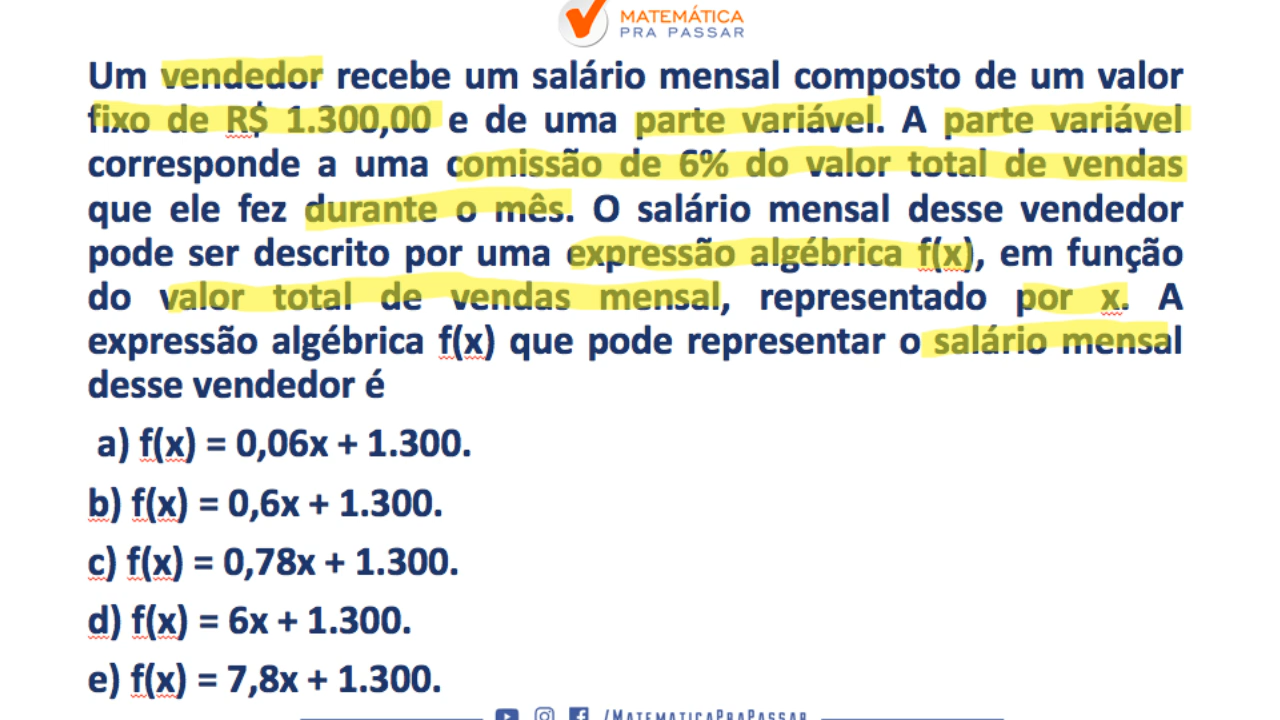 MATEMÁTICA
PRA PASSAR
Um vendedor recebe um salário mensal composto de um valor
fixo de R$ 1.300,00 e de uma parte variável. A parte variável
corresponde a uma comissão de 6% do valor total de vendas
que ele fez durante o mês. O salário mensal desse vendedor
pode ser descrito por uma expressão algébrica f(x), em função
do valor total de vendas mensal, representado por x. A
expressão algébrica f(x) que pode representar o salário mensal
desse vendedor é
a) f(x) = 0,06x + 1.300.
b) f(x) = 0,6x + 1.300.
c) f(x) = 0,78x + 1.300.
d) f(x) = 6x + 1.300.
e) f(x) = 7,8x + 1.300.
/MATEMATICAPRAPASSAR